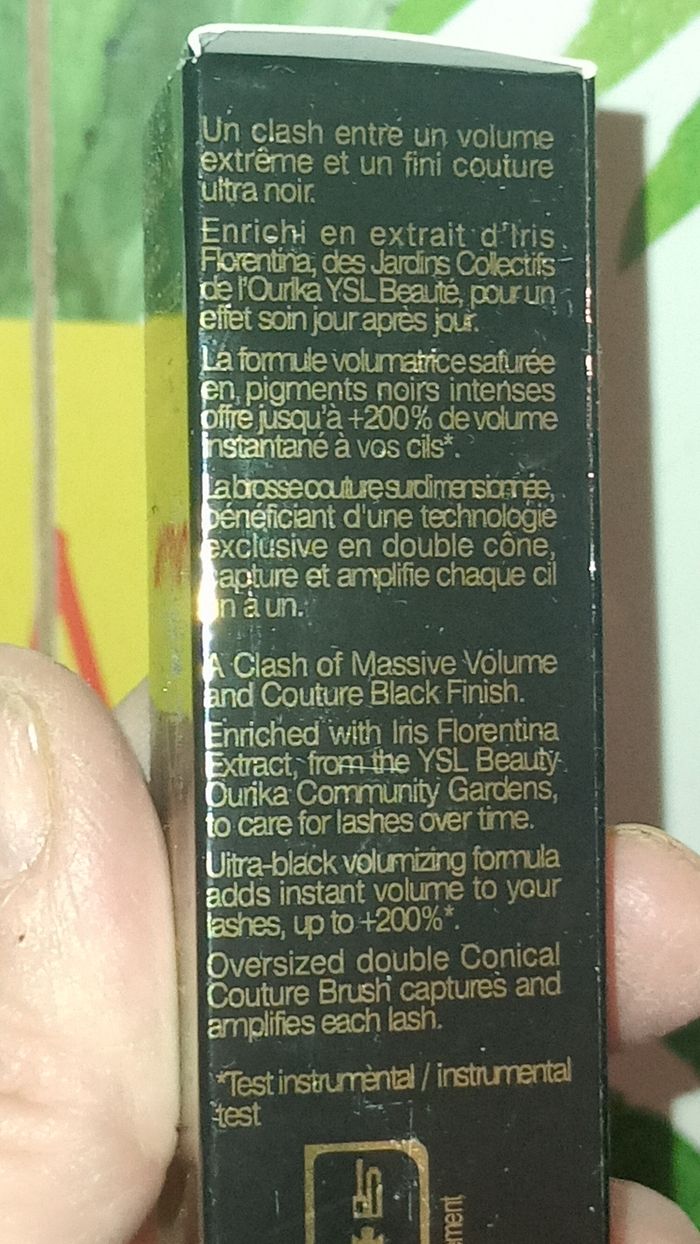 Un clash entre un volume
extrême et un fini couture
ultra noir.
Enrichi en extrait d'Iris
Florentina, des Jardins Collectifs
de l'Ourika YSL Beauté, pour un
effet soin jour après jour.
La formule volumatrice saturée
en pigments noirs intenses
offre jusqu'à +200% de volume
instantané à vos cils*.
La brosse couture surdimensionnée,
bénéficiant d'une technologie
exclusive en double cône,
capture et amplifie chaque cil
un à un.
A Clash of Massive Volume
and Couture Black Finish.
Enriched with Iris Florentina
Extract, from the YSL Beauty
Ourika Community Gardens,
to care for lashes over time.
Ultra-black volumizing formula
adds instant volume to your
lashes, up to +200%*.
Oversized double Conical
Couture Brush captures and
amplifies each lash.
*Test instrumental / instrumental
test